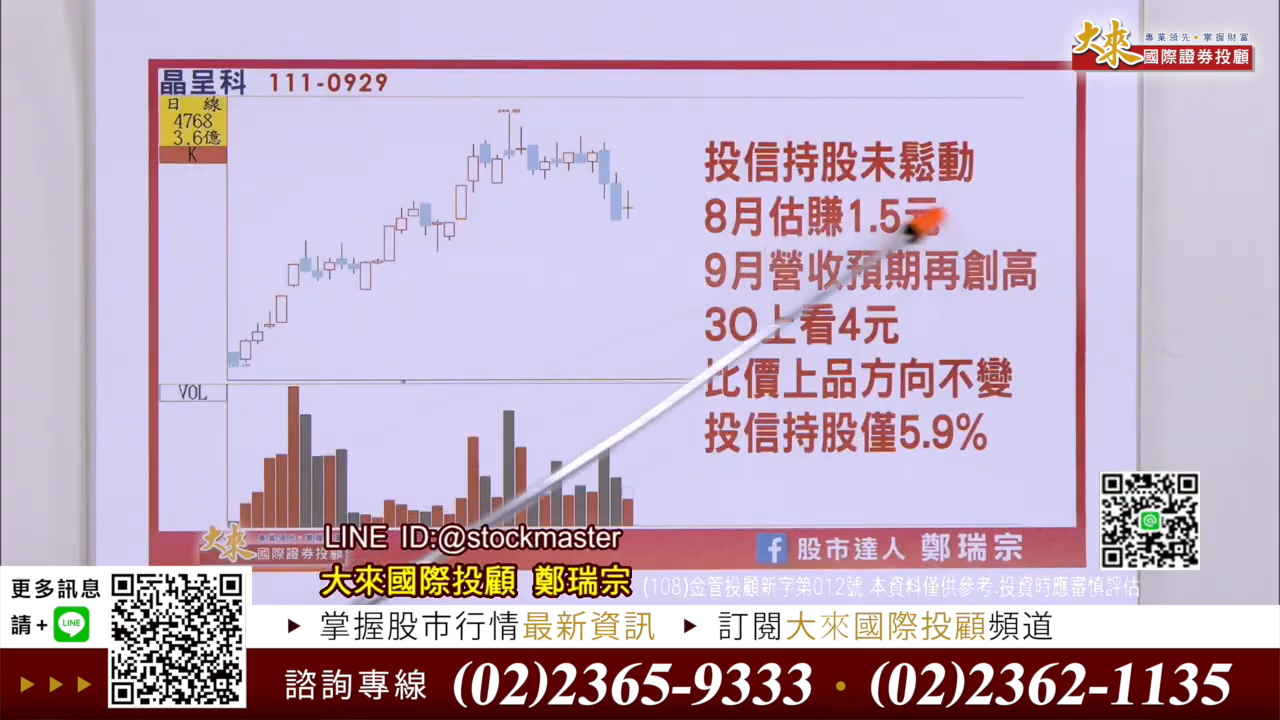 大來
專業領先•掌握財富
國際證券投顧
晶呈科 111-0929
日 線
4768
3.6億
K
144.00
VOL
投信持股未鬆動
8月估賺1.5元
9月營收預期再創高
3Q上看4元
比價上品方向不變
投信持股僅5.9%
大來
國際證券投顧
股市達人 鄭瑞宗
LINE ID:@stockmaster
大來國際投顧 鄭瑞宗
(108)金管投顧新字第012號 本資料僅供參考.投資時應審慎評估
更多訊息
請+ LINE
掌握股市行情最新資訊
訂閱大來國際投顧頻道
諮詢專線 (02)2365-9333 • (02)2362-1135